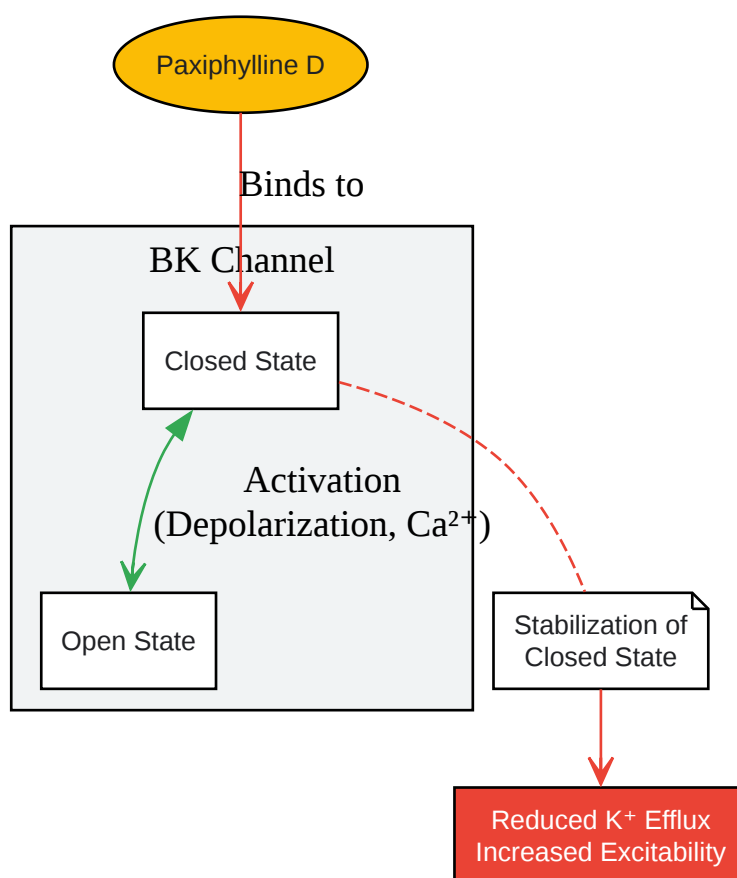 Paxiphylline D
Binds to
BK Channel
Closed State
Activation
(Depolarization, Ca²⁺)
Open State
Stabilization of
Closed State
Reduced K⁺ Efflux
Increased Excitability